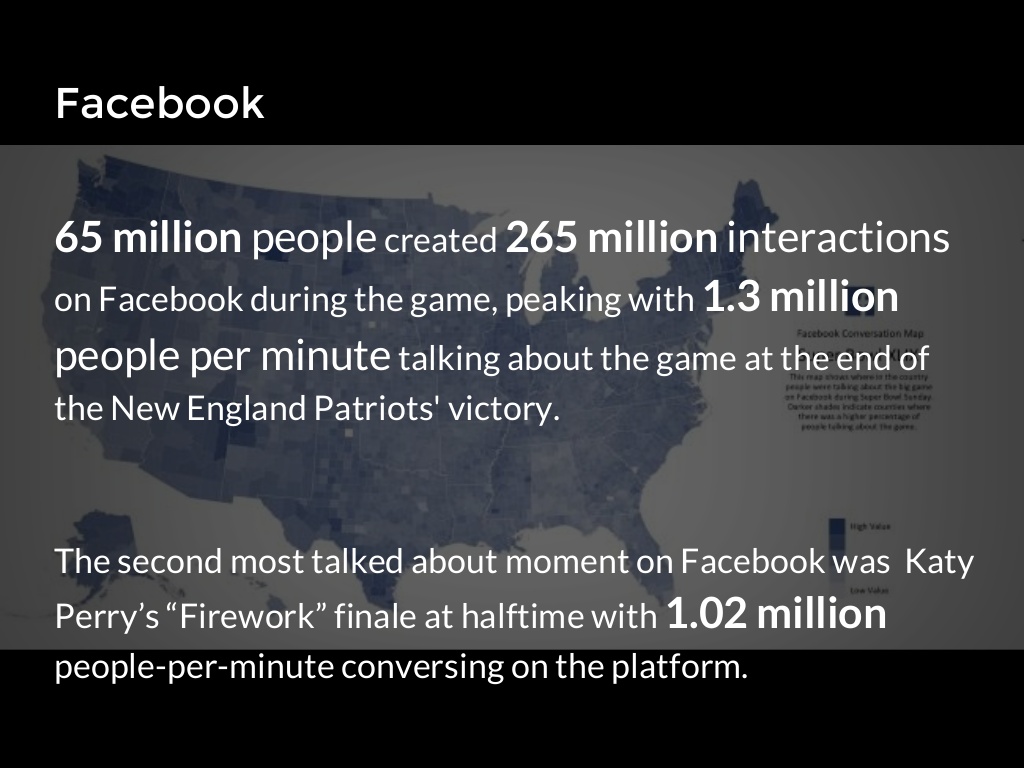 Facebook
65 million people created 265 million interactions
on Facebook during the game, peaking with 1.3 million
people per minute talking about the game at the end of
the New England Patriots' victory.
Facebook Conversation Map
This map shows where in the country
people were talking about the big game
on Facebook during Super Bowl Sunday.
Darker shades indicate counties where
there was a higher percentage of
people talking about the game.
High Value
Low Value
The second most talked about moment on Facebook was  Katy
Perry’s “Firework” finale at halftime with 1.02 million
people-per-minute conversing on the platform.